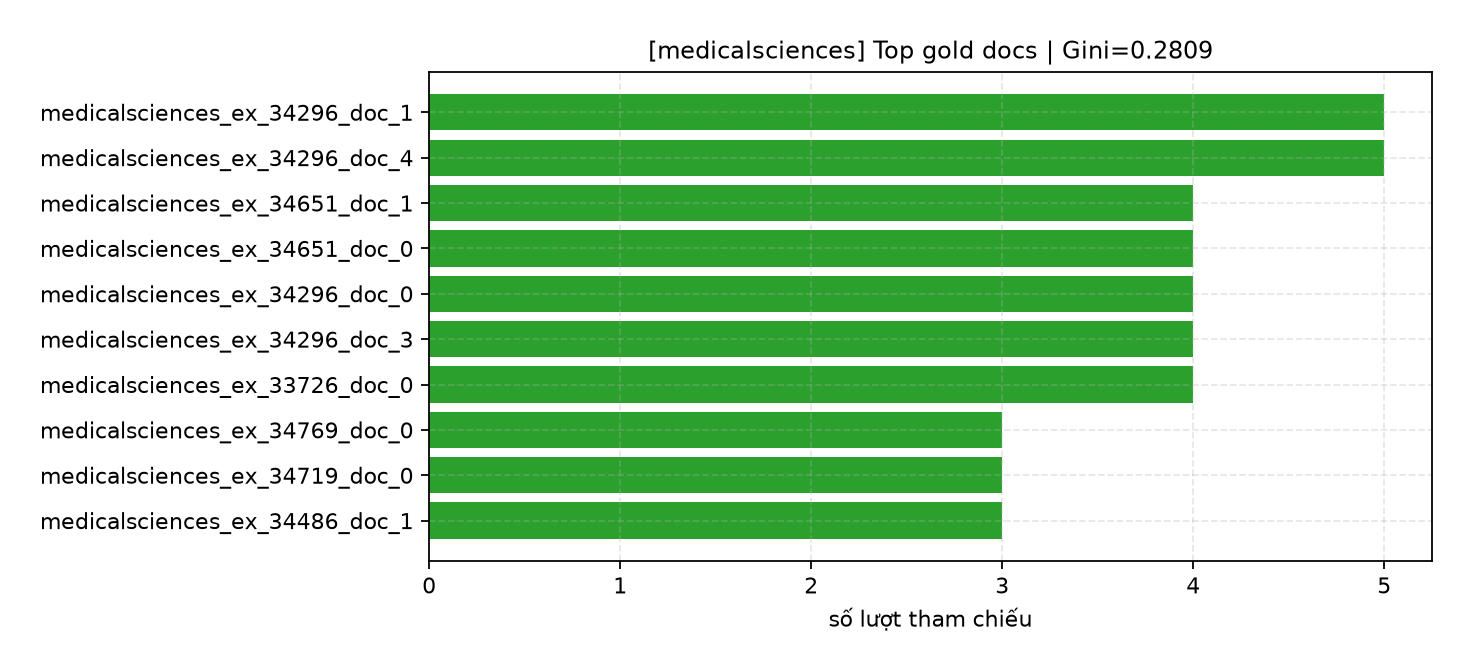 [medicalsciences] Top gold docs | Gini=0.2809
medicalsciences_ex_34296_doc_1
medicalsciences_ex_34296_doc_4
medicalsciences_ex_34651_doc_1
medicalsciences_ex_34651_doc_0
medicalsciences_ex_34296_doc_0
medicalsciences_ex_34296_doc_3
medicalsciences_ex_33726_doc_0
medicalsciences_ex_34769_doc_0
medicalsciences_ex_34719_doc_0
medicalsciences_ex_34486_doc_1
0 1 2 3 4 5
số lượt tham chiếu